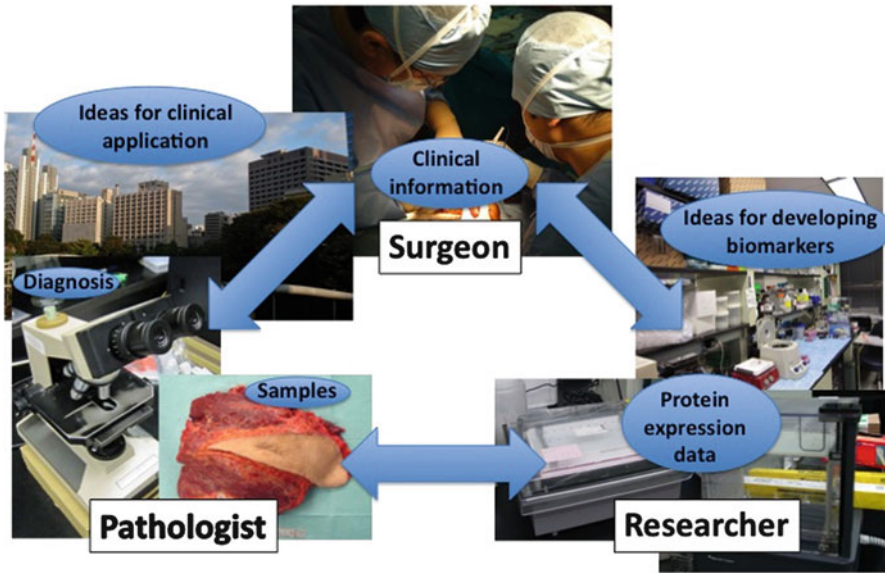 Ideas for clinical
application
Clinical
information
Surgeon
Ideas for developing
biomarkers
Diagnosis
Samples
Protein
expression
data
Pathologist
Researcher